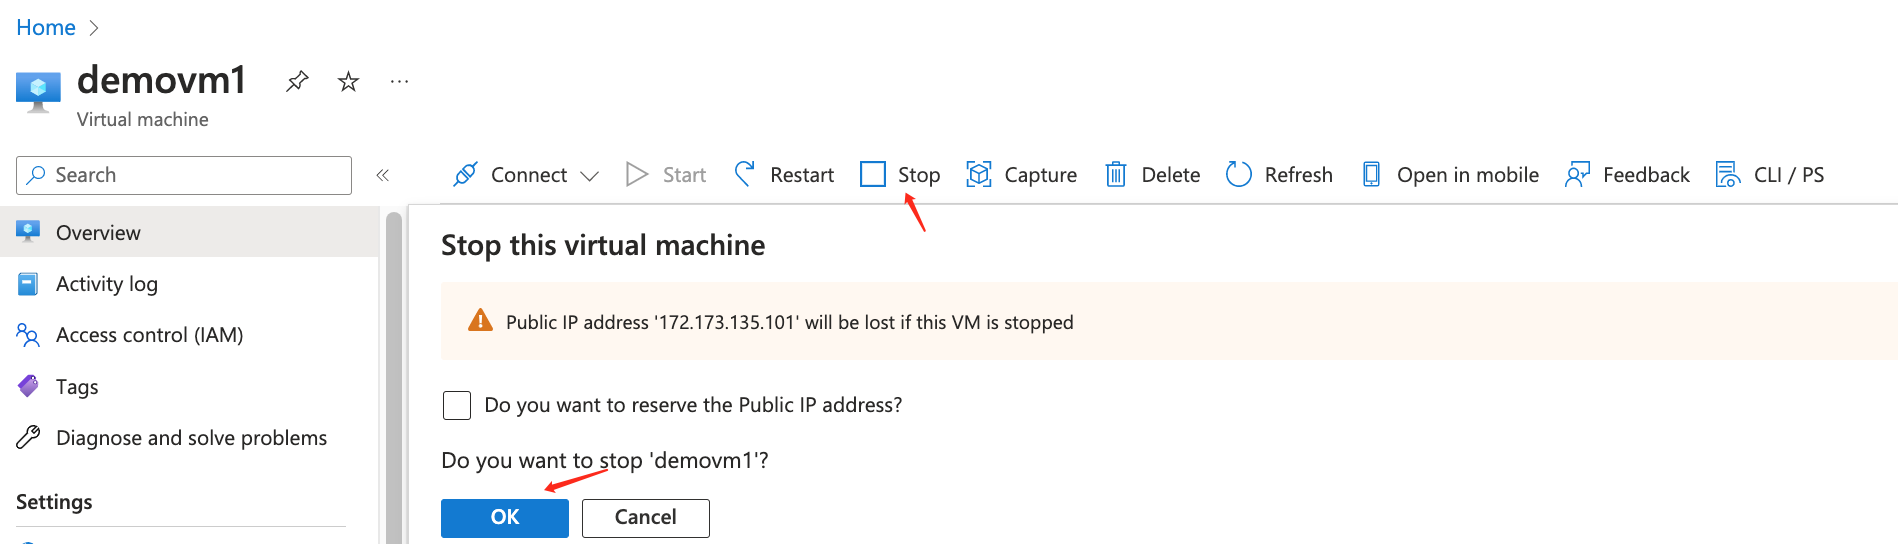 Home
demovm1
Virtual machine
Search
Connect Start Restart Stop Capture Delete Refresh Open in mobile Feedback CLI / PS
Overview
Activity log
Access control (IAM)
Tags
Diagnose and solve problems
Settings
Stop this virtual machine
Public IP address '172.173.135.101' will be lost if this VM is stopped
Do you want to reserve the Public IP address?
Do you want to stop 'demovm1'?
OK Cancel